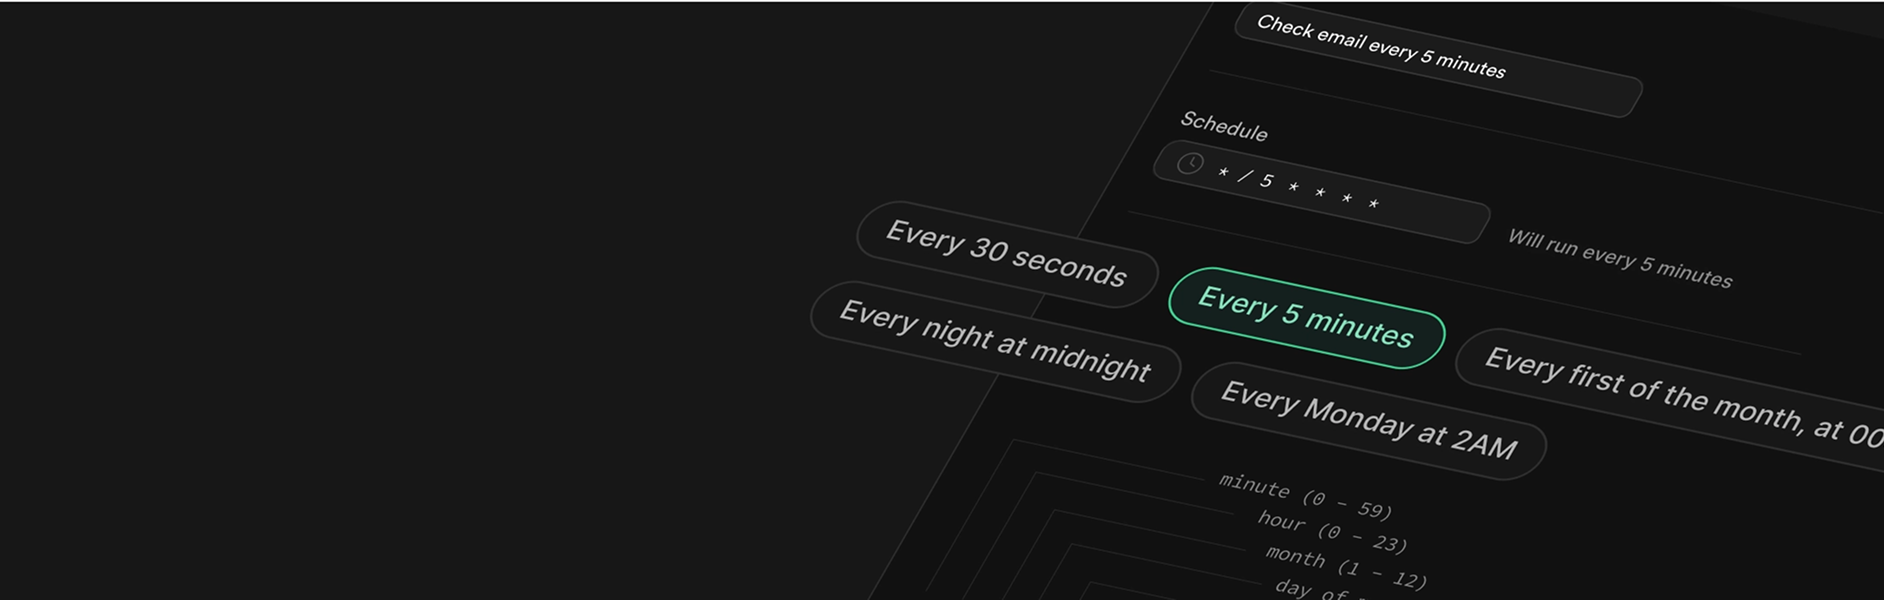 Check email every 5 minutes
Schedule
*/5 * * * *
Will run every 5 minutes
Every 30 seconds
Every 5 minutes
Every first of the month, at 00
Every night at midnight
Every Monday at 2AM
minute (0 - 59)
hour (0 - 23)
month (1 - 12)
day of